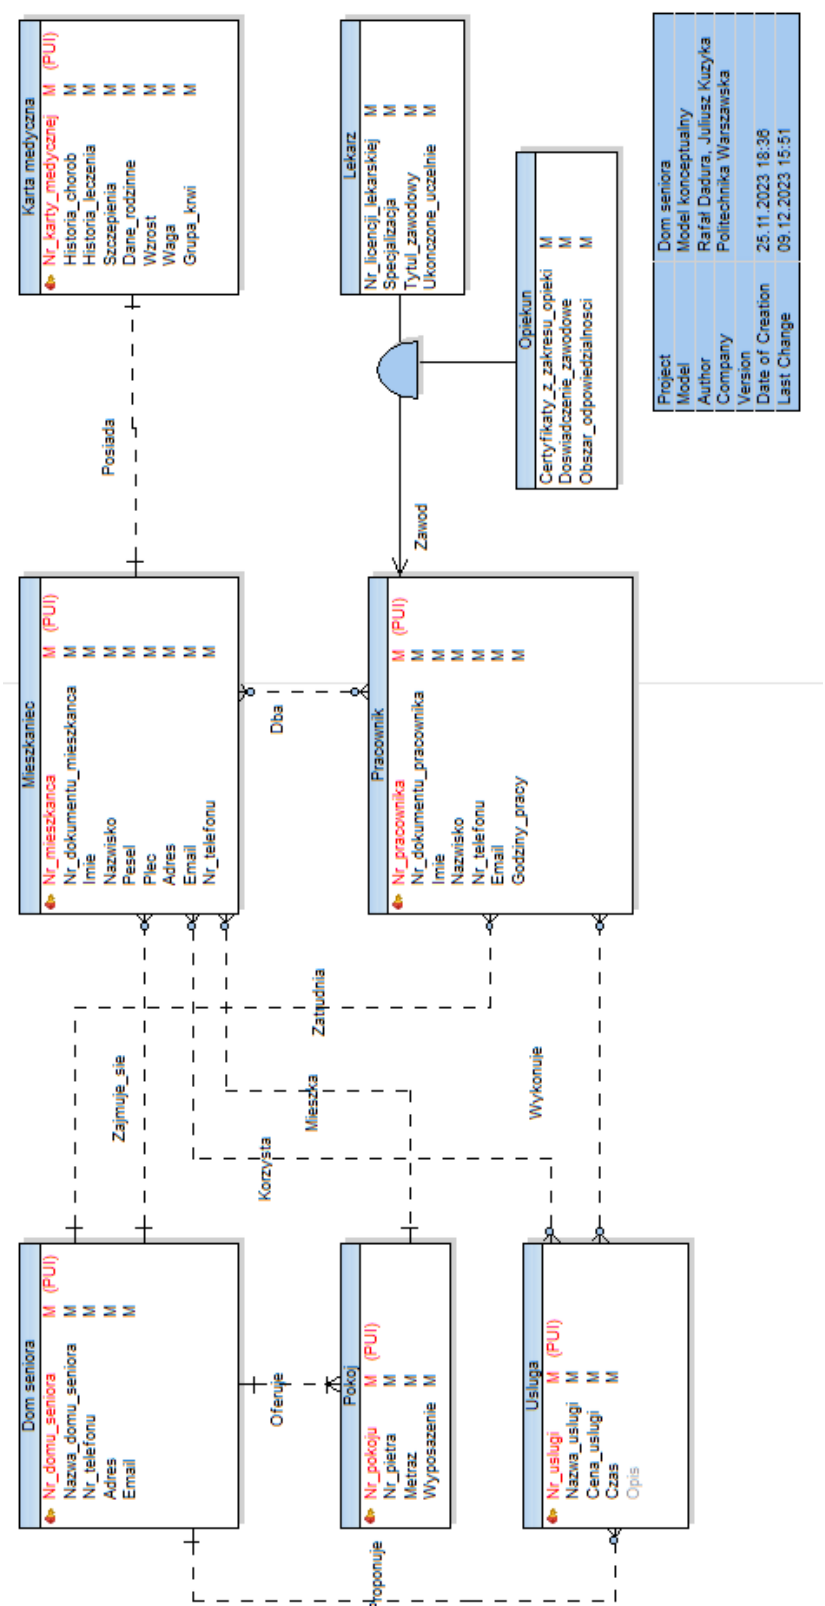 Dom seniora
Nr_domu_seniora M (PUI)
Nazwa_domu_seniora M
Nr_telefonu M
Adres M
Email M
Zajmuje_sie
Mieszkaniec
Nr_mieszkanca M (PUI)
Nr_dokumentu_mieszkanca M
Imie M
Nazwisko M
Pesel M
Plec M
Adres M
Email M
Nr_telefonu M
Posiada
Karta medyczna
Nr_karty_medycznej M (PUI)
Historia_chorob M
Historia_leczenia M
Szczepienia M
Dane_rodzinne M
Wzrost M
Waga M
Grupa_krwi M
Oferuje
Korzysta
Mieszka
Zatrudnia
Dba
Pokoj
Nr_pokoju M (PUI)
Nr_pietra M
Metraz M
Wyposazenie M
Proponuje
Pracownik
Nr_pracownika M (PUI)
Nr_dokumentu_pracownika M
Imie M
Nazwisko M
Nr_telefonu M
Email M
Godziny_pracy M
Zawod
Lekarz
Nr_licencji_lekarskiej M
Specjalizacja M
Tytul_zawodowy M
Ukonczone_uczelnie M
Usluga
Nr_uslugi M (PUI)
Nazwa_uslugi M
Cena_uslugi M
Czas M
Opis
Wykonuje
Opiekun
Certyfikaty_z_zakresu_opieki M
Doswiadczenie_zawodowe M
Obszar_odpowiedzialnosci M
Project Dom seniora
Model Model konceptualny
Author Rafał Dadura, Juliusz Kuzyka
Company Politechnika Warszawska
Version
Date of Creation 25.11.2023 18:36
Last Change 09.12.2023 15:51